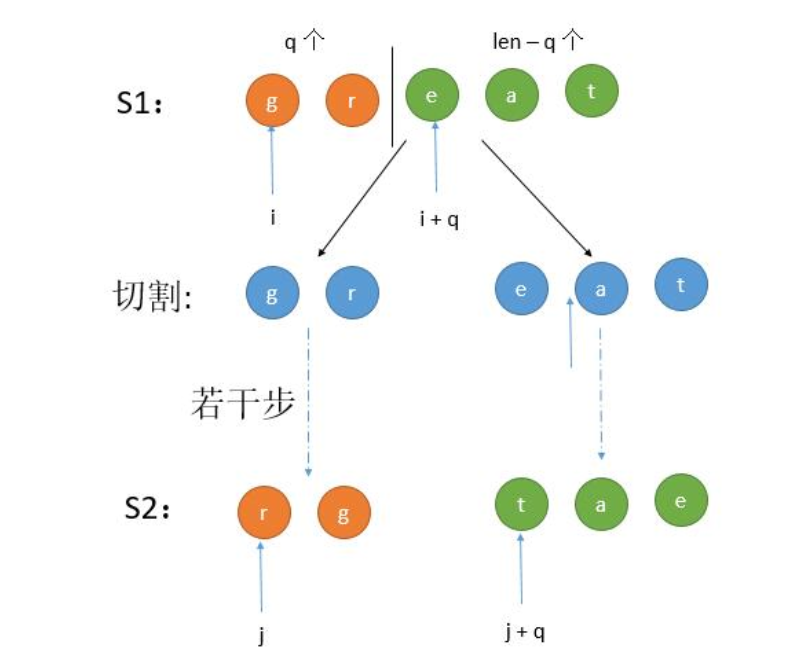 q 个 len – q 个
S1: g r e a t
i i + q
切割: g r e a t
若干步
S2: r g t a e
j j + q